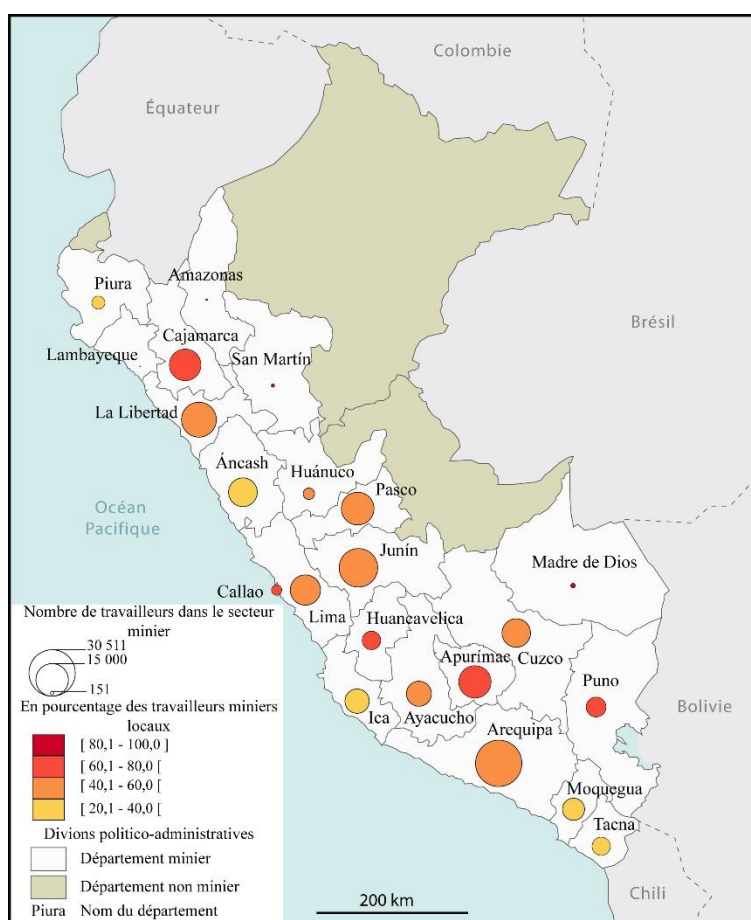 Colombie
Équateur
Amazonas
Piura
Brésil
Cajamarca
San Martín
Lambayeque
La Libertad
Áncash
Huánuco
Pasco
Océan
Pacifique
Junín
Madre de Dios
Callao
Lima
Huancavelica
Apurímac
Cuzco
Puno
Ica
Ayacucho
Bolivie
Arequipa
Moquegua
Tacna
Chili
Nombre de travailleurs dans le secteur
minier
30 511
15 000
151
En pourcentage des travailleurs miniers
locaux
[ 80,1 - 100,0 ]
[ 60,1 - 80,0 [
[ 40,1 - 60,0 [
[ 20,1 - 40,0 [
Divions politico-administratives
Département minier
Département non minier
Piura Nom du département
200 km